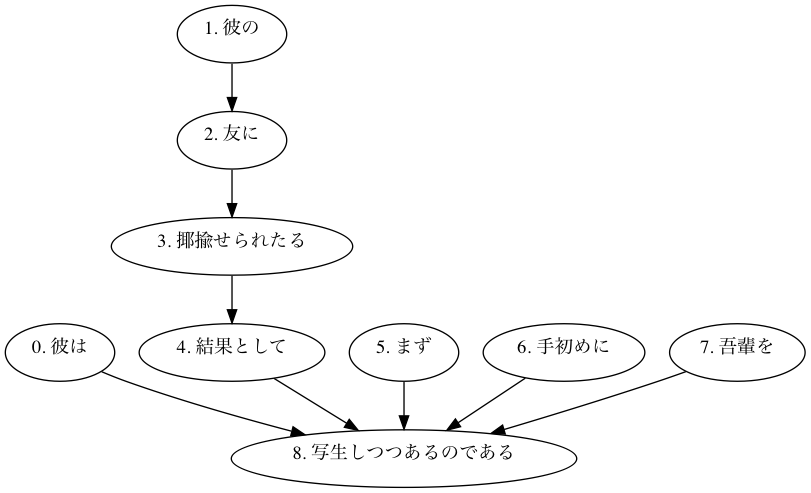 1. 彼の
2. 友に
3. 揶揄せられたる
0. 彼は
4. 結果として
5. まず
6. 手初めに
7. 吾輩を
8. 写生しつつあるのである